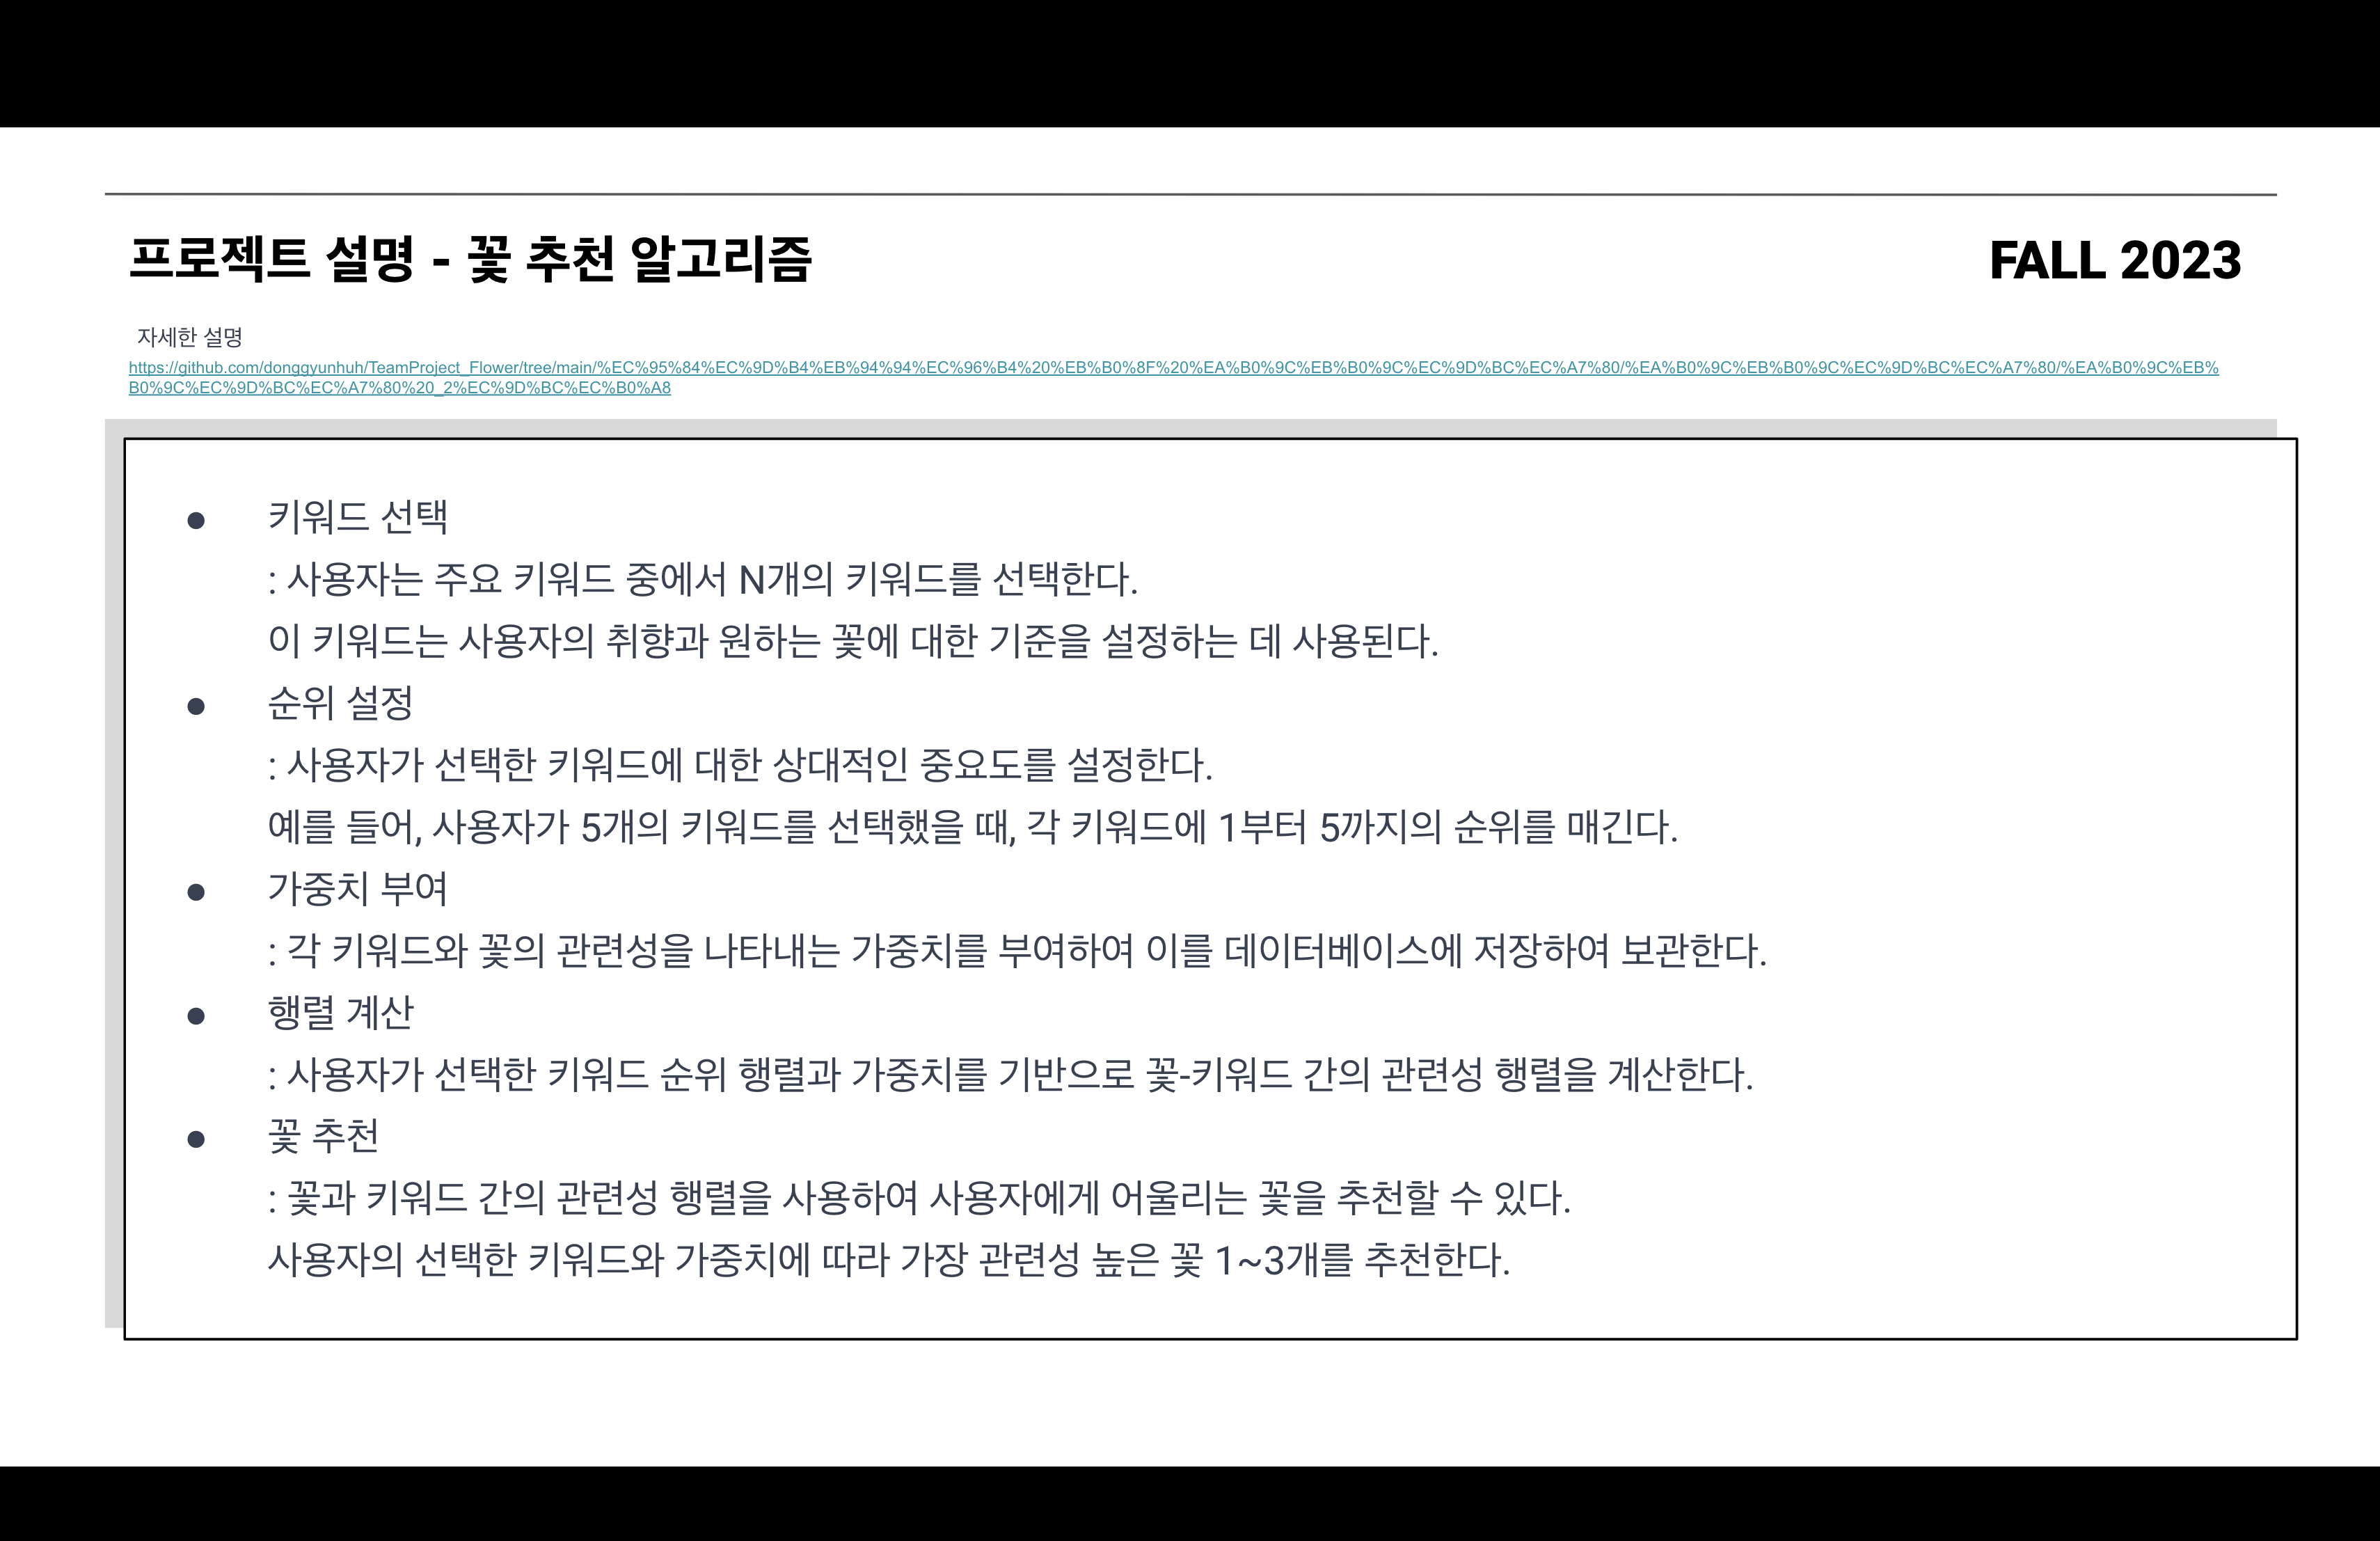 프로젝트 설명 - 꽃 추천 알고리즘
FALL 2023
자세한 설명
https://github.com/donggyunhuh/TeamProject_Flower/tree/main/%EC%95%84%EC%9D%B4%EB%94%94%EC%96%B4%20%EB%B0%8F%20%EA%B0%9C%EB%B0%9C%EC%9D%BC%EC%A7%80/%EA%B0%9C%EB%B0%9C%EC%9D%BC%EC%A7%80/%EA%B0%9C%EB%
B0%9C%EC%9D%BC%EC%A7%80%20_2%EC%9D%BC%EC%B0%A8
● 키워드 선택
: 사용자는 주요 키워드 중에서 N개의 키워드를 선택한다.
이 키워드는 사용자의 취향과 원하는 꽃에 대한 기준을 설정하는 데 사용된다.
● 순위 설정
: 사용자가 선택한 키워드에 대한 상대적인 중요도를 설정한다.
예를 들어, 사용자가 5개의 키워드를 선택했을 때, 각 키워드에 1부터 5까지의 순위를 매긴다.
● 가중치 부여
: 각 키워드와 꽃의 관련성을 나타내는 가중치를 부여하여 이를 데이터베이스에 저장하여 보관한다.
● 행렬 계산
: 사용자가 선택한 키워드 순위 행렬과 가중치를 기반으로 꽃-키워드 간의 관련성 행렬을 계산한다.
● 꽃 추천
: 꽃과 키워드 간의 관련성 행렬을 사용하여 사용자에게 어울리는 꽃을 추천할 수 있다.
사용자의 선택한 키워드와 가중치에 따라 가장 관련성 높은 꽃 1~3개를 추천한다.